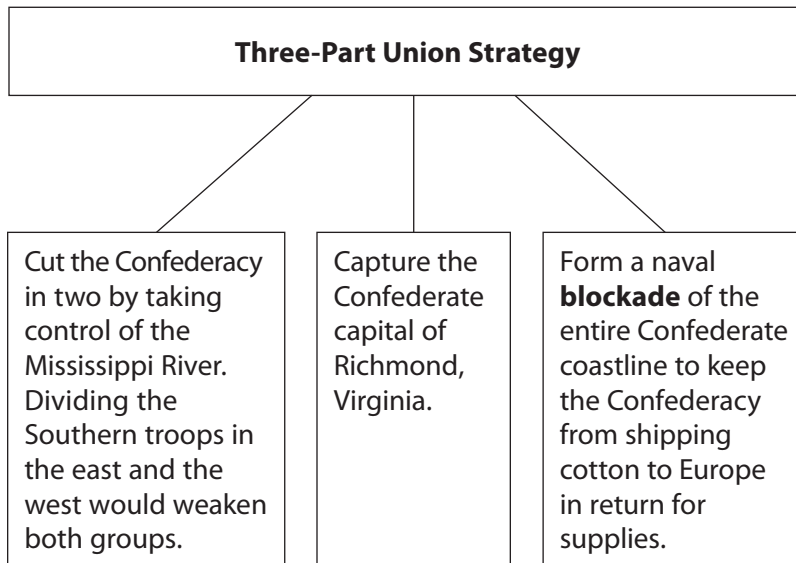 Three-Part Union Strategy
Cut the Confederacy
in two by taking
control of the
Mississippi River.
Dividing the
Southern troops in
the east and the
west would weaken
both groups.
Capture the
Confederate
capital of
Richmond,
Virginia.
Form a naval
blockade of the
entire Confederate
coastline to keep
the Confederacy
from shipping
cotton to Europe
in return for
supplies.